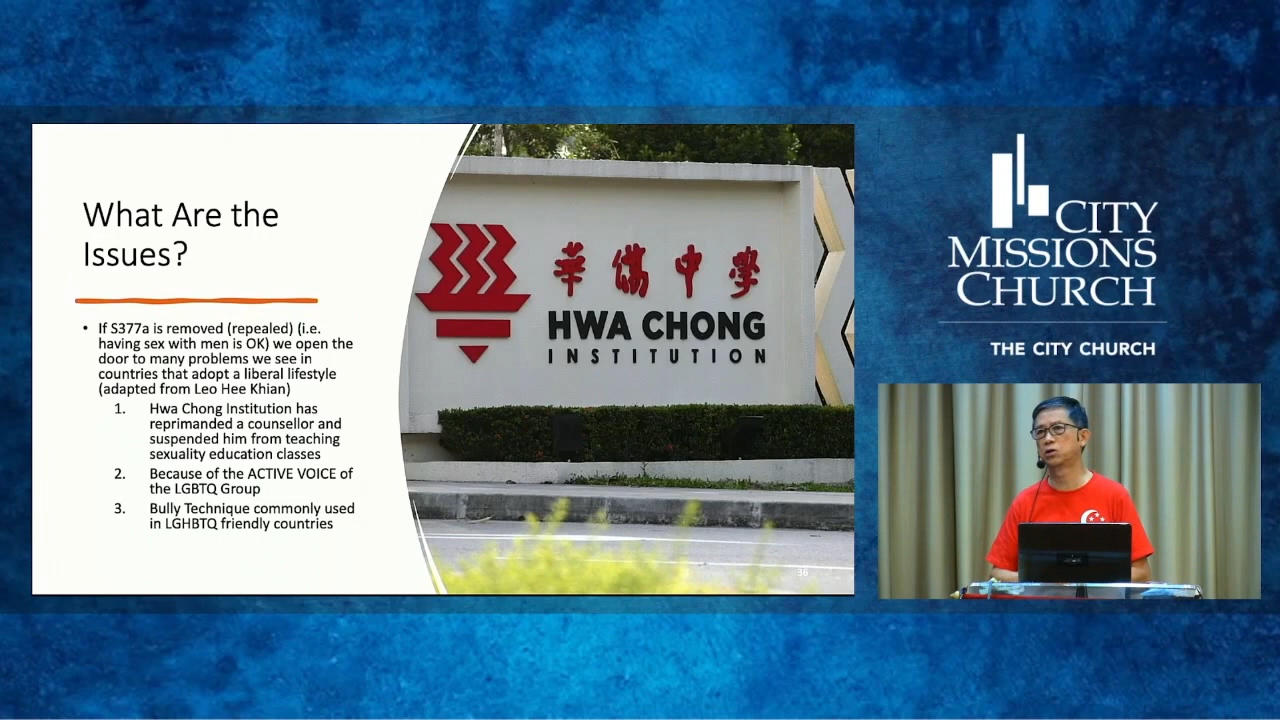 What Are the
Issues?
• If S377a is removed (repealed) (i.e.
having sex with men is OK) we open the
door to many problems we see in
countries that adopt a liberal lifestyle
(adapted from Leo Hee Khian)
1. Hwa Chong Institution has
reprimanded a counsellor and
suspended him from teaching
sexuality education classes
2. Because of the ACTIVE VOICE of
the LGBTQ Group
3. Bully Technique commonly used
in LGHBTQ friendly countries
華僑中學
HWA CHONG
INSTITUTION
36
CITY
MISSIONS
CHURCH
THE CITY CHURCH